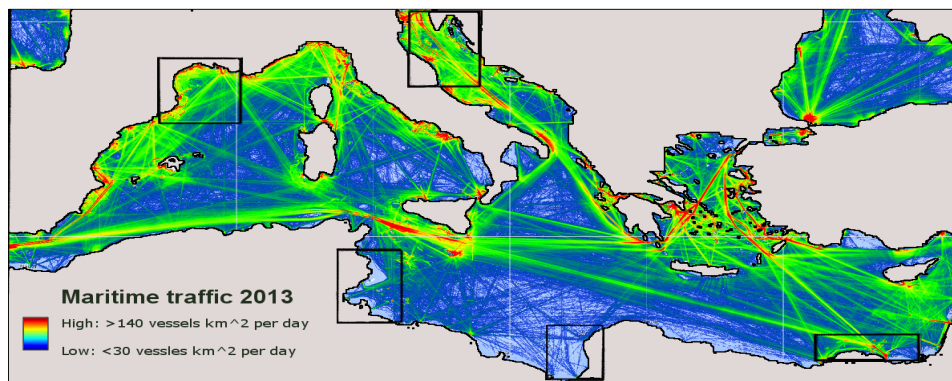 Maritime traffic 2013
High: >140 vessels km^2 per day
Low: <30 vessles km^2 per day